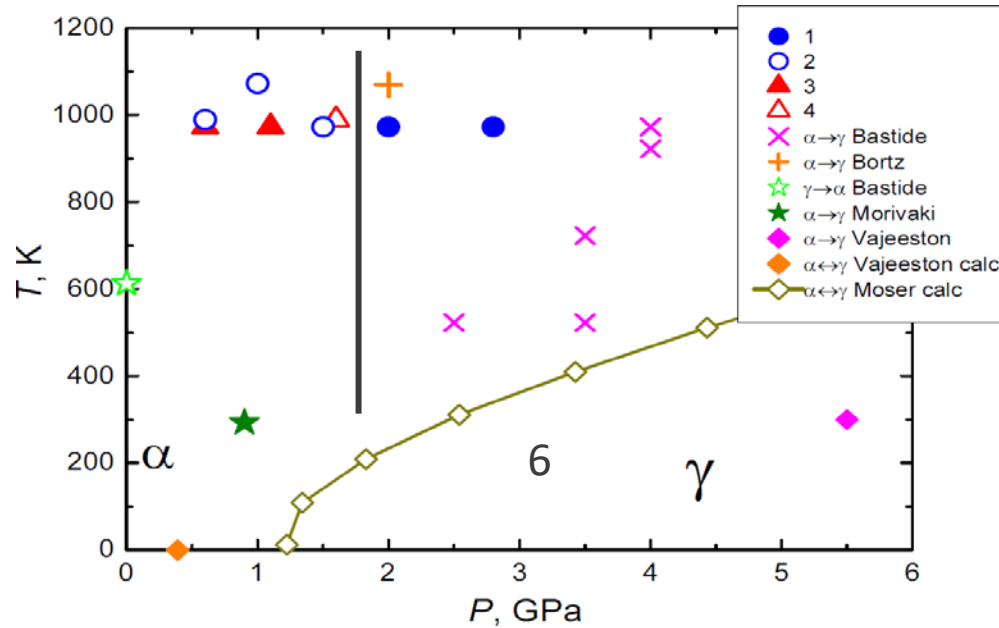 1200
1000
800
600
400
200
0
T, K
0 1 2 3 4 5 6
P, GPa
α
6
γ
1
2
3
4
α→γ Bastide
α→γ Bortz
γ→α Bastide
α→γ Morivaki
α→γ Vajeeston
α↔γ Vajeeston calc
α↔γ Moser calc